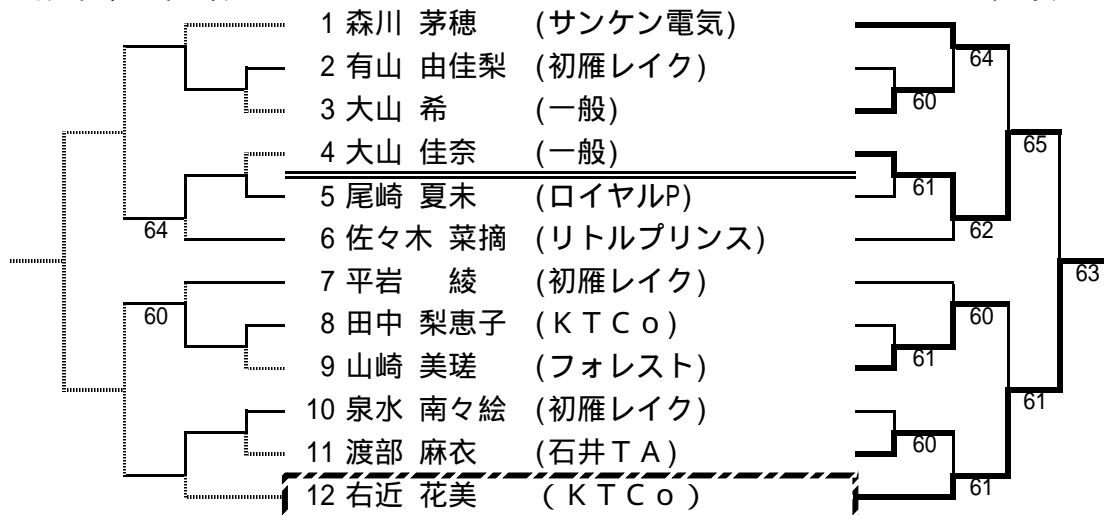 1 森川 茅穂 (サンケン電気)
2 有山 由佳梨 (初雁レイク)
3 大山 希 (一般)
4 大山 佳奈 (一般)
5 尾崎 夏未 (ロイヤルP)
6 佐々木 菜摘 (リトルプリンス)
7 平岩 綾 (初雁レイク)
8 田中 梨恵子 (ＫＴＣｏ)
9 山崎 美瑳 (フォレスト)
10 泉水 南々絵 (初雁レイク)
11 渡部 麻衣 (石井ＴＡ)
12 右近 花美 (ＫＴＣｏ)
64
60
64
60
65
61
62
63
60
61
61
60
61